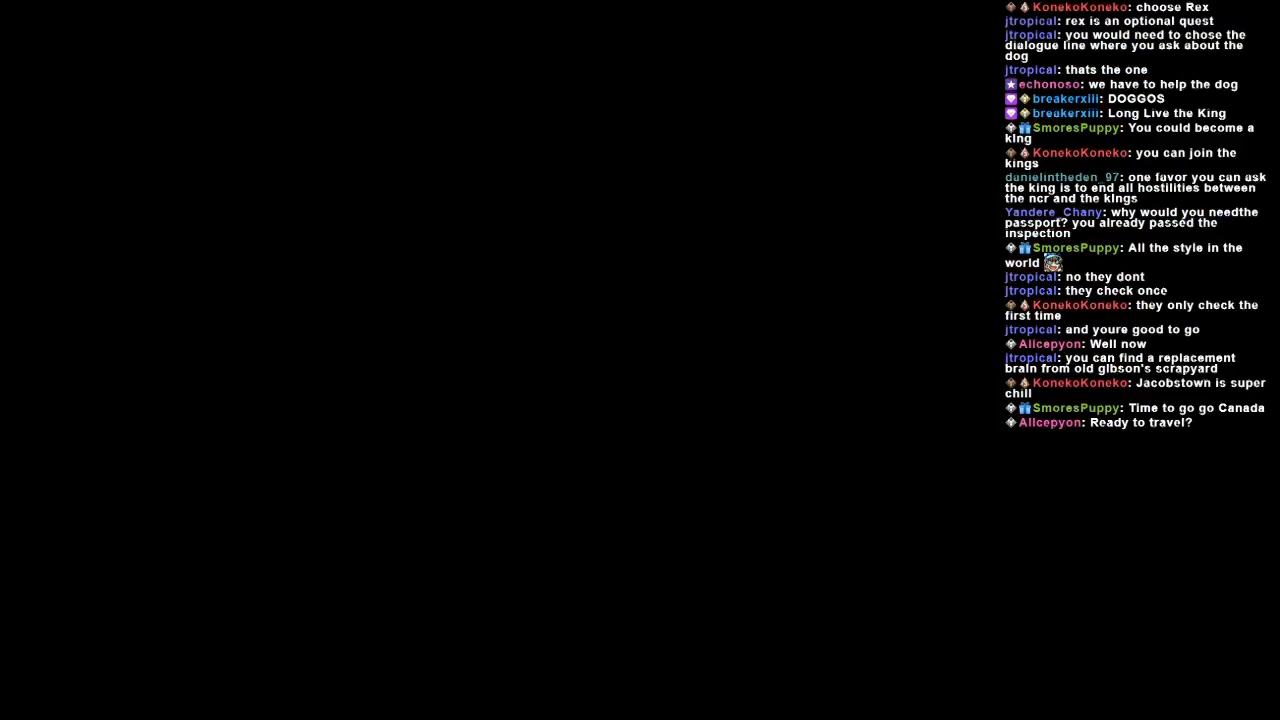 KonekoKoneko: choose Rex
jtropical: rex is an optional quest
jtropical: you would need to chose the
dialogue line where you ask about the
dog
jtropical: thats the one
echonoso: we have to help the dog
breakerxiii: DOGGOS
breakerxiii: Long Live the King
SmoresPuppy: You could become a
king
KonekoKoneko: you can join the
kings
danielintheden_97: one favor you can ask
the king is to end all hostilities between
the ncr and the kings
Yandere_Chany: why would you needthe
passport? you already passed the
inspection
SmoresPuppy: All the style in the
world
jtropical: no they dont
jtropical: they check once
KonekoKoneko: they only check the
first time
jtropical: and youre good to go
Alicepyon: Well now
jtropical: you can find a replacement
brain from old gibson's scrapyard
KonekoKoneko: Jacobstown is super
chill
SmoresPuppy: Time to go go Canada
Alicepyon: Ready to travel?